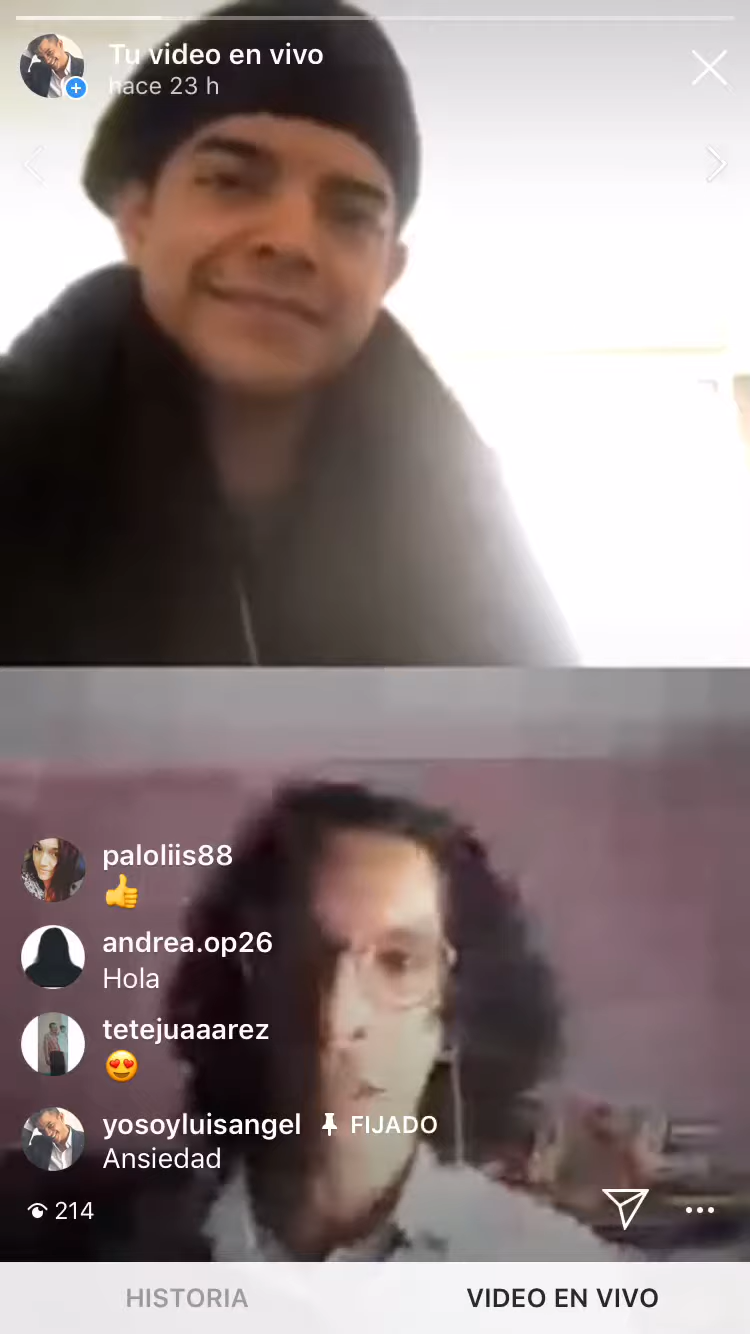 Tu video en vivo
hace 23 h
paloliis88
👍
andrea.op26
Hola
tetejuaaarez
😍
yosoyluisangel FIJADO
Ansiedad
214
HISTORIA VIDEO EN VIVO